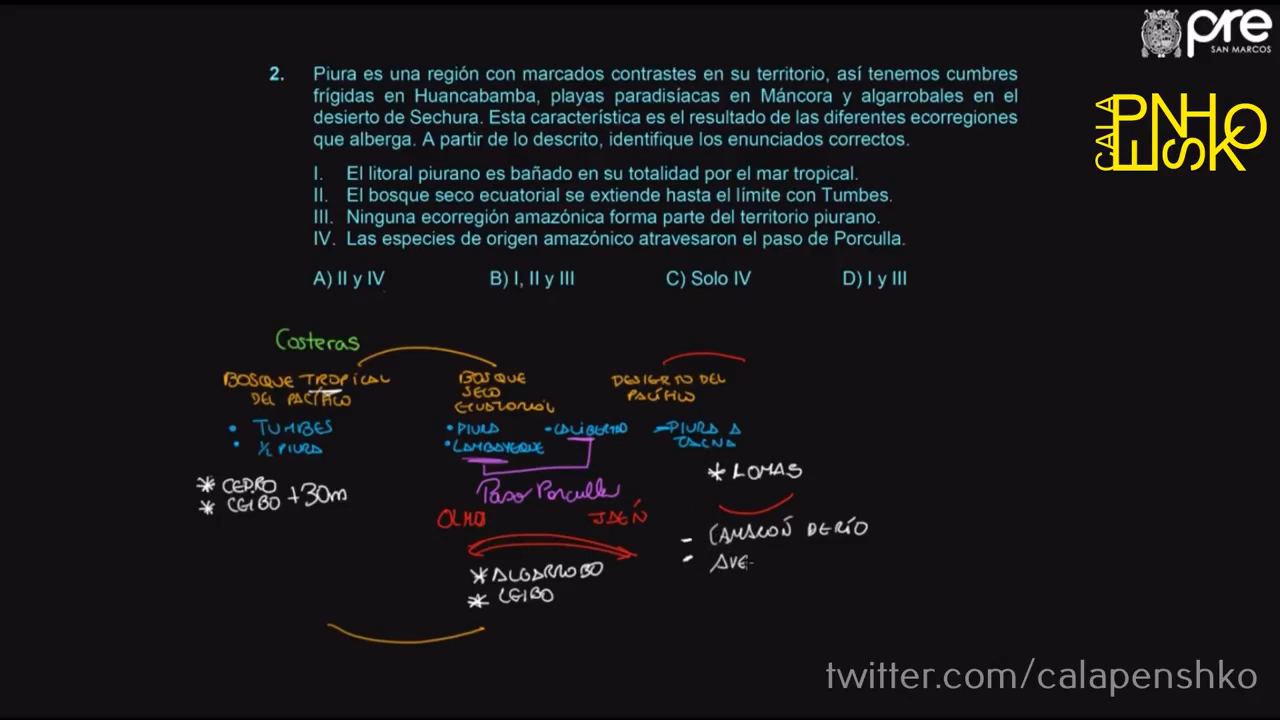 pre
SAN MARCOS
CALA
PENSHKO
2. Piura es una región con marcados contrastes en su territorio, así tenemos cumbres
frígidas en Huancabamba, playas paradisíacas en Máncora y algarrobales en el
desierto de Sechura. Esta característica es el resultado de las diferentes ecorregiones
que alberga. A partir de lo descrito, identifique los enunciados correctos.
I. El litoral piurano es bañado en su totalidad por el mar tropical.
II. El bosque seco ecuatorial se extiende hasta el límite con Tumbes.
III. Ninguna ecorregión amazónica forma parte del territorio piurano.
IV. Las especies de origen amazónico atravesaron el paso de Porculla.
A) II y IV B) I, II y III C) Solo IV D) I y III
Costeras
BOSQUE TROPICAL
DEL PACÍFICO
• TUMBES
• 1/2 PIURA
* CEDRO
* CEIBO +30m
BOSQUE
SECO
ECUATORIAL
• PIURA - LA LIBERTAD
• LAMBAYEQUE
Paso Porculla
OLMO JAÉN
* ALGARROBO
* CEIBO
DESIERTO DEL
PACÍFICO
- PIURA A
TACNA
* LOMAS
- CAMARÓN DE RÍO
- AVE
twitter.com/calapenshko